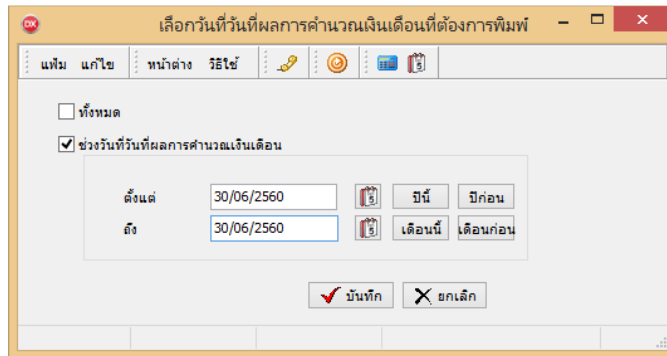 เลือกวันที่วันที่ผลการคำนวณเงินเดือนที่ต้องการพิมพ์
แฟ้ม แก้ไข หน้าต่าง วิธีใช้
ทั้งหมด
ช่วงวันที่วันที่ผลการคำนวณเงินเดือน
ตั้งแต่ 30/06/2560 5 ปีนี้ ปีก่อน
ถึง 30/06/2560 5 เดือนนี้ เดือนก่อน
บันทึก ยกเลิก